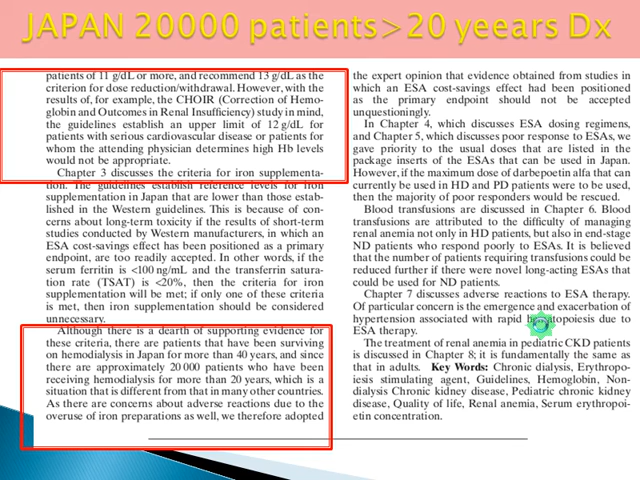 JAPAN 20000 patients>20 yeears Dx
patients of 11 g/dL or more, and recommend 13 g/dL as the
criterion for dose reduction/withdrawal. However, with the
results of, for example, the CHOIR (Correction of Hemo-
globin and Outcomes in Renal Insufficiency) study in mind,
the guidelines establish an upper limit of 12 g/dL for
patients with serious cardiovascular disease or patients for
whom the attending physician determines high Hb levels
would not be appropriate.
Chapter 3 discusses the criteria for iron supplementa-
tion. The guidelines establish reference levels for iron
supplementation in Japan that are lower than those estab-
lished in the Western guidelines. This is because of con-
cerns about long-term toxicity if the results of short-term
studies conducted by Western manufacturers, in which an
ESA cost-savings effect has been positioned as a primary
endpoint, are too readily accepted. In other words, if the
serum ferritin is <100 ng/mL and the transferrin satura-
tion rate (TSAT) is <20%, then the criteria for iron
supplementation will be met; if only one of these criteria
is met, then iron supplementation should be considered
unnecessary.
Although there is a dearth of supporting evidence for
these criteria, there are patients that have been surviving
on hemodialysis in Japan for more than 40 years, and since
there are approximately 20 000 patients who have been
receiving hemodialysis for more than 20 years, which is a
situation that is different from that in many other countries.
As there are concerns about adverse reactions due to the
overuse of iron preparations as well, we therefore adopted
the expert opinion that evidence obtained from studies in
which an ESA cost-savings effect had been positioned
as the primary endpoint should not be accepted
unquestioningly.
In Chapter 4, which discusses ESA dosing regimens,
and Chapter 5, which discusses poor response to ESAs, we
gave priority to the usual doses that are listed in the
package inserts of the ESAs that can be used in Japan.
However, if the maximum dose of darbepoetin alfa that can
currently be used in HD and PD patients were to be used,
then the majority of poor responders would be rescued.
Blood transfusions are discussed in Chapter 6. Blood
transfusions are attributed to the difficulty of managing
renal anemia not only in HD patients, but also in end-stage
ND patients who respond poorly to ESAs. It is believed
that the number of patients requiring transfusions could be
reduced further if there were novel long-acting ESAs that
could be used for ND patients.
Chapter 7 discusses adverse reactions to ESA therapy.
Of particular concern is the emergence and exacerbation of
hypertension associated with rapid hematopoiesis due to
ESA therapy.
The treatment of renal anemia in pediatric CKD patients
is discussed in Chapter 8; it is fundamentally the same as
that in adults. Key Words: Chronic dialysis, Erythropo-
iesis stimulating agent, Guidelines, Hemoglobin, Non-
dialysis Chronic kidney disease, Pediatric chronic kidney
disease, Quality of life, Renal anemia, Serum erythropoi-
etin concentration.